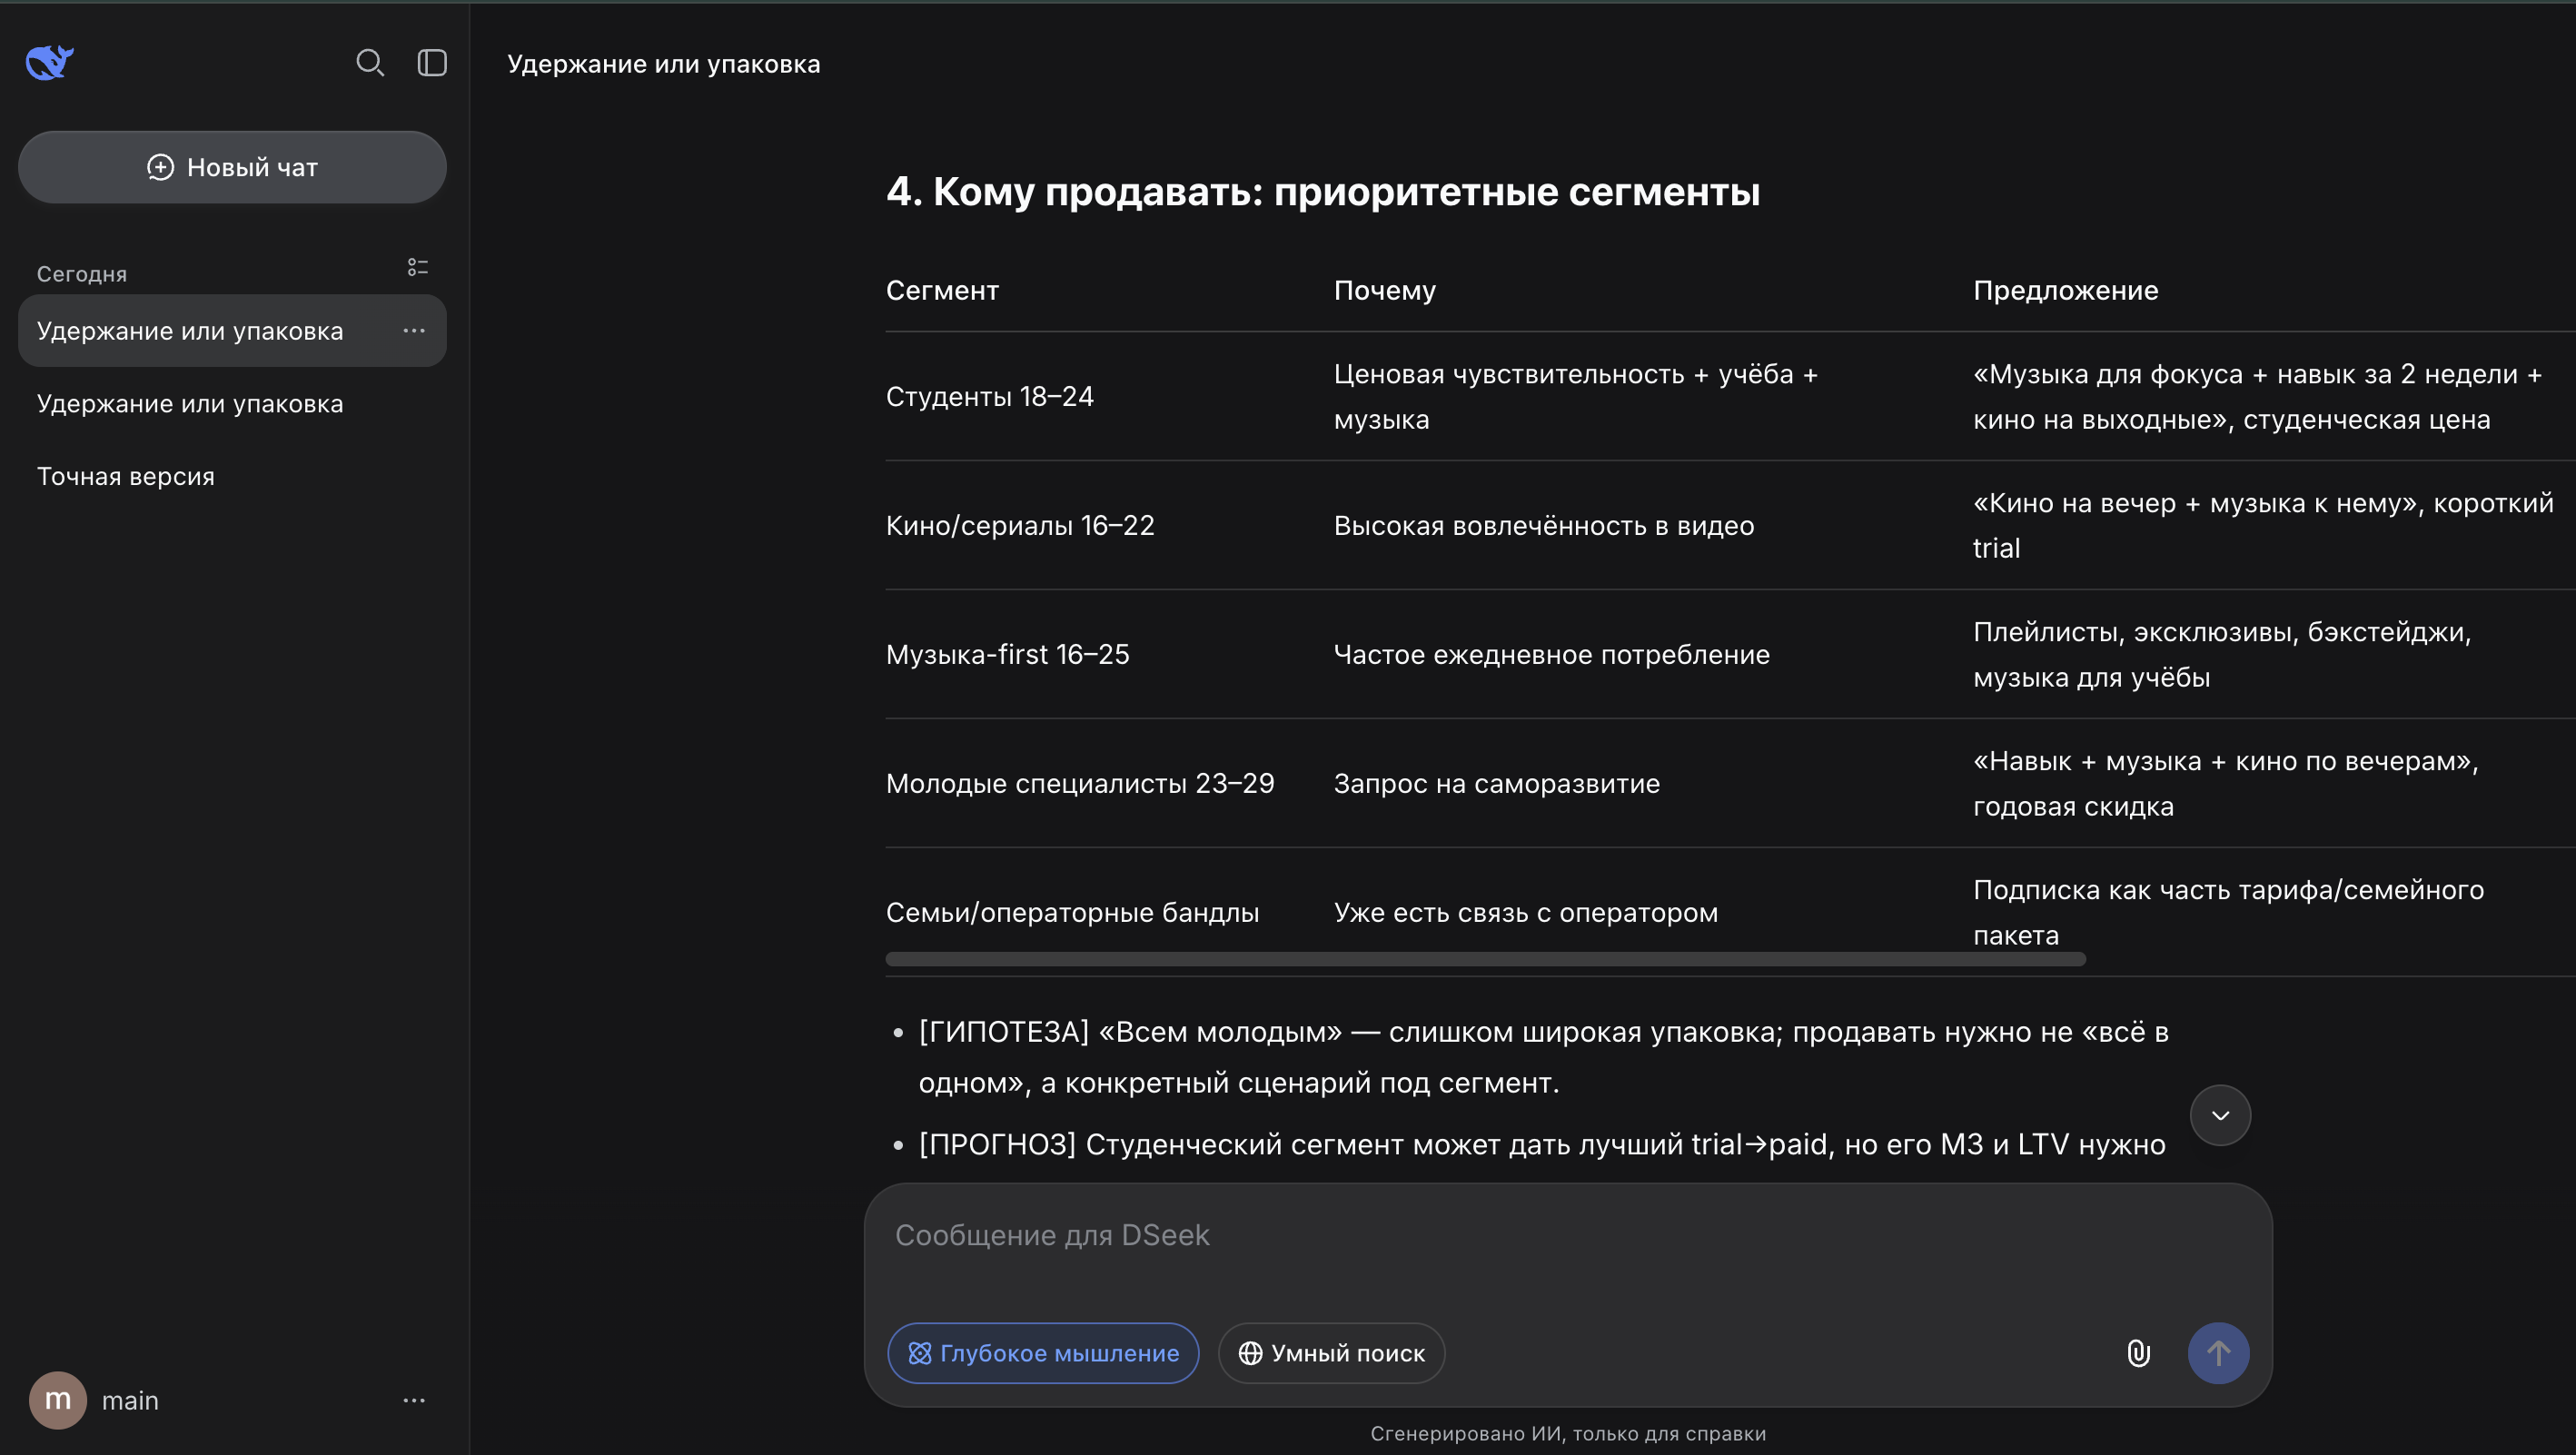 Удержание или упаковка
Новый чат
Сегодня
Удержание или упаковка
Удержание или упаковка
Точная версия
m
main
4. Кому продавать: приоритетные сегменты
Сегмент Почему Предложение
Студенты 18–24
Ценовая чувствительность + учёба +
музыка
«Музыка для фокуса + навык за 2 недели +
кино на выходные», студенческая цена
Кино/сериалы 16–22
Высокая вовлечённость в видео
«Кино на вечер + музыка к нему», короткий
trial
Музыка-first 16–25
Частое ежедневное потребление
Плейлисты, эксклюзивы, бэкстейджи,
музыка для учёбы
Молодые специалисты 23–29
Запрос на саморазвитие
«Навык + музыка + кино по вечерам»,
годовая скидка
Семьи/операторные бандлы
Уже есть связь с оператором
Подписка как часть тарифа/семейного
пакета
• [ГИПОТЕЗА] «Всем молодым» — слишком широкая упаковка; продавать нужно не «всё в
одном», а конкретный сценарий под сегмент.
• [ПРОГНОЗ] Студенческий сегмент может дать лучший trial→paid, но его М3 и LTV нужно
Сообщение для DSeek
Глубокое мышление
Умный поиск
Сгенерировано ИИ, только для справки